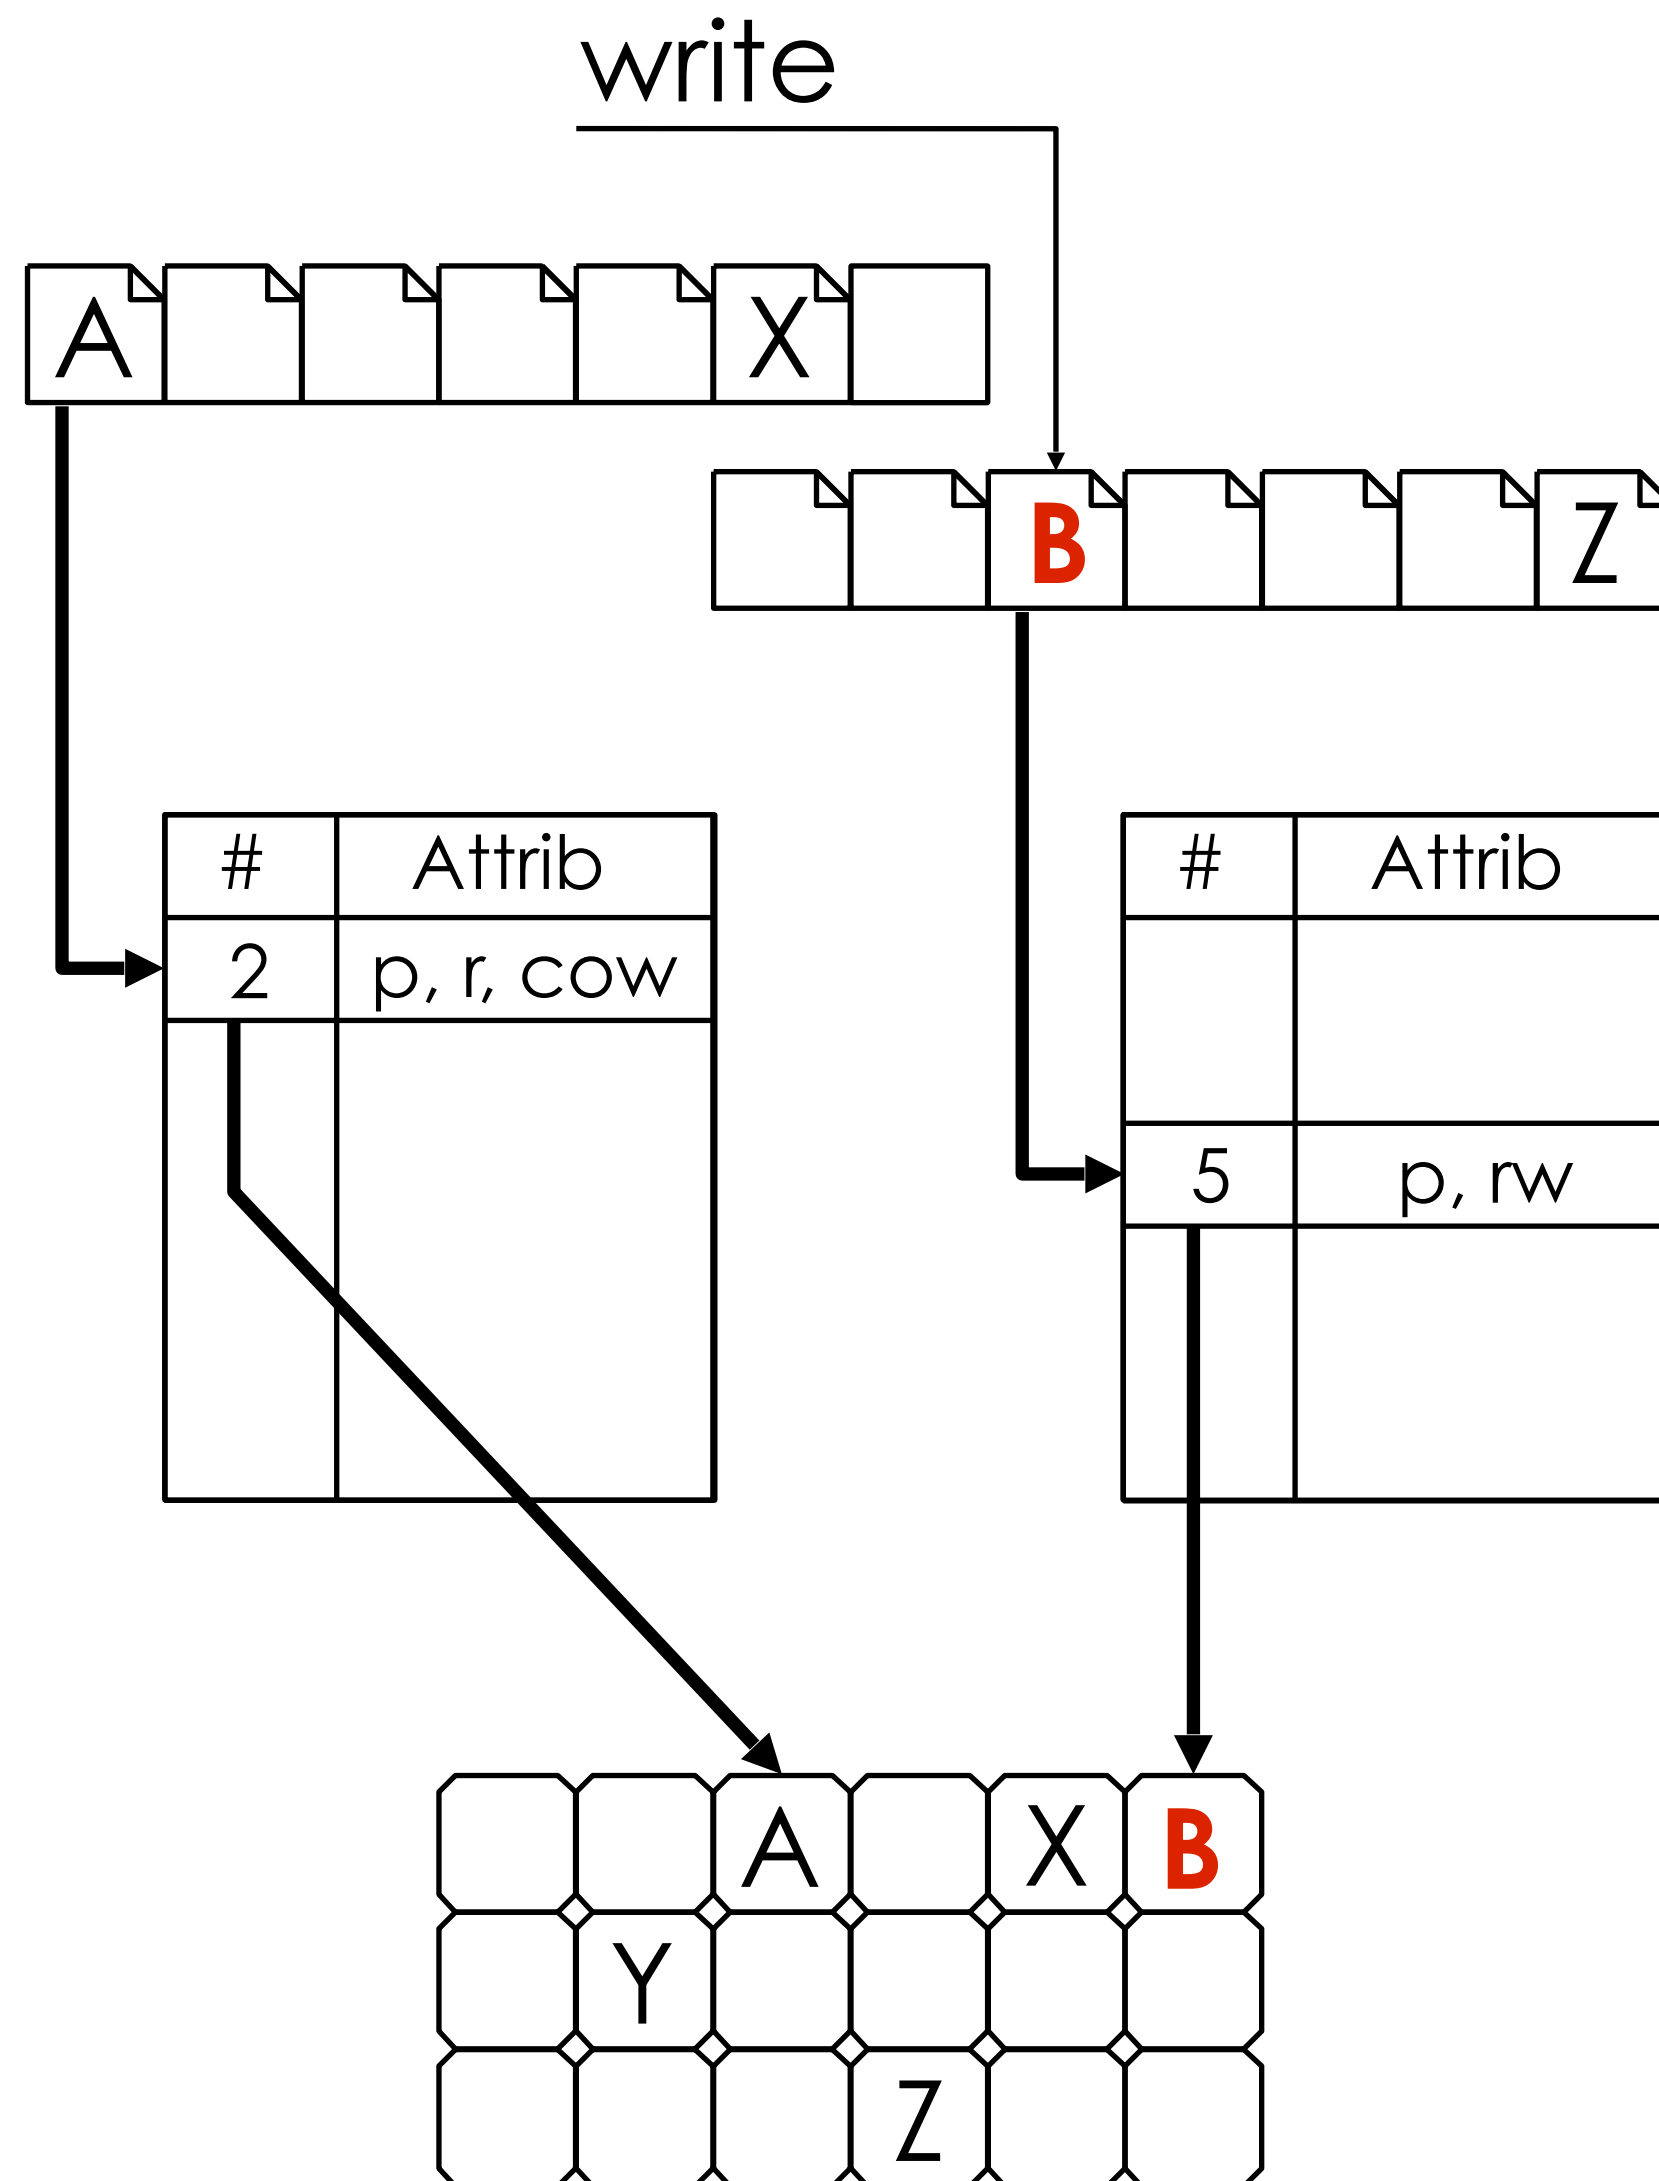 write
A X
B Z
# Attrib
2 p, r, cow
# Attrib
5 p, rw
A X B
Y
Z